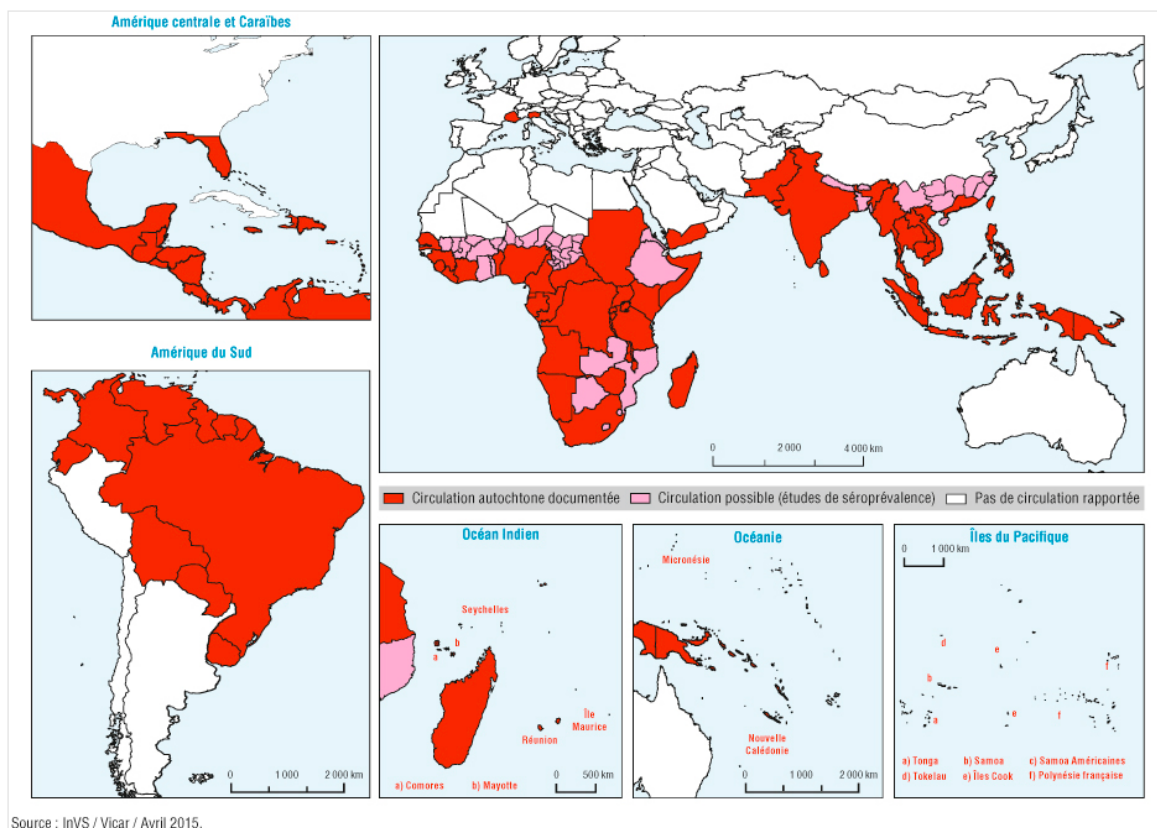 Amérique centrale et Caraïbes
0 2 000 4 000 km
Amérique du Sud
0 1 000 2 000 km
Circulation autochtone documentée Circulation possible (études de séroprévalence) Pas de circulation rapportée
Océan Indien
Seychelles
a b
Île
Maurice
Réunion
0 500 km
a) Comores b) Mayotte
Océanie
Micronésie
Nouvelle
Calédonie
0 1 000 2 000 km
Îles du Pacifique
0 1 000 km
d
e
f
b
a
e
f
a) Tonga b) Samoa c) Samoa Américaines
d) Tokelau e) Îles Cook f) Polynésie française
Source : InVS / Vicar / Avril 2015.